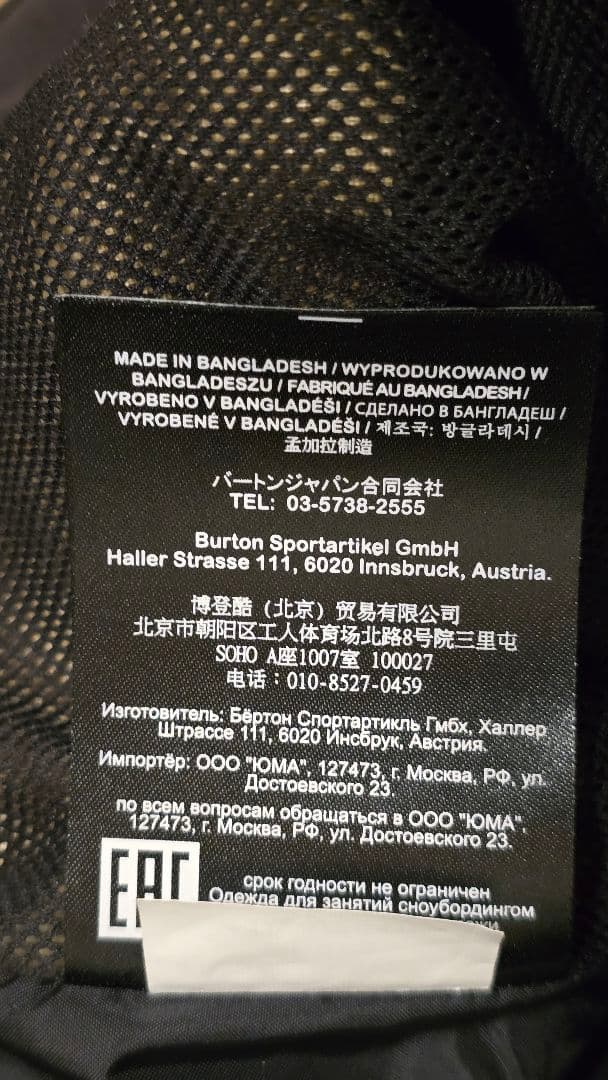 MADE IN BANGLADESH / WYPRODUKOWANO W
BANGLADESZU / FABRIQUÉ AU BANGLADESH /
VYROBENO V BANGLADÉŠI / СДЕЛАНО В БАНГЛАДЕШ /
VYROBENÉ V BANGLADÉŠI / 제조국: 방글라데시 /
孟加拉制造
バートンジャパン合同会社
TEL: 03-5738-2555
Burton Sportartikel GmbH
Haller Strasse 111, 6020 Innsbruck, Austria.
博登酷（北京）贸易有限公司
北京市朝阳区工人体育场北路8号院三里屯
SOHO A座1007室 100027
电话：010-8527-0459
Изготовитель: Бёртон Спортартикль Гмбх, Халлер
Штрассе 111, 6020 Инсбрук, Австрия.
Импортёр: ООО "ЮМА", 127473, г. Москва, РФ, ул.
Достоевского 23.
по всем вопросам обращаться в ООО "ЮМА",
127473, г. Москва, РФ, ул. Достоевского 23.
EAC
срок годности не ограничен
Одежда для занятий сноубордингом